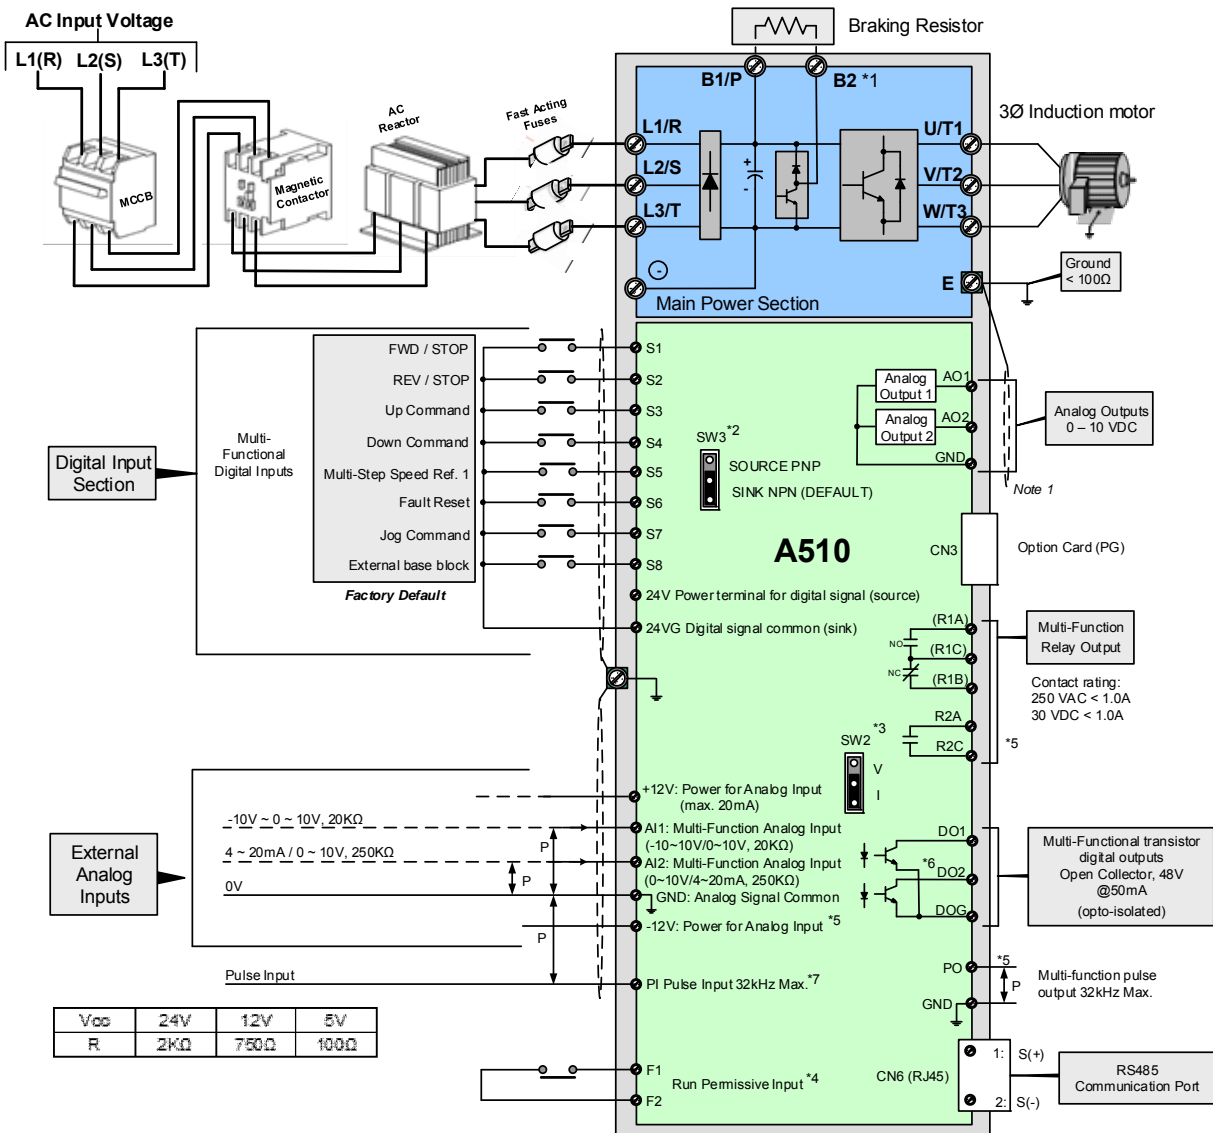 AC Input Voltage
L1(R) L2(S) L3(T)
MCCB
Magnetic
Contactor
AC
Reactor
Fast Acting
Fuses
Braking Resistor
B1/P
B2 *1
L1/R
L2/S
L3/T
+
-
-
U/T1
V/T2
W/T3
E
Main Power Section
3Ø Induction motor
Ground
< 100Ω
Digital Input
Section
Multi-
Functional
Digital Inputs
FWD / STOP
REV / STOP
Up Command
Down Command
Multi-Step Speed Ref. 1
Fault Reset
Jog Command
External base block
Factory Default
S1
S2
S3
S4
S5
S6
S7
S8
24V Power terminal for digital signal (source)
24VG Digital signal common (sink)
SW3 *2
SOURCE PNP
SINK NPN (DEFAULT)
A510
Analog
Output 1
AO1
Analog
Output 2
AO2
GND
Analog Outputs
0 – 10 VDC
Note 1
CN3
Option Card (PG)
(R1A)
NO
(R1C)
NC
(R1B)
R2A
R2C
*5
Multi-Function
Relay Output
Contact rating:
250 VAC < 1.0A
30 VDC < 1.0A
SW2 *3
V
I
External
Analog
Inputs
-10V ~ 0 ~ 10V, 20KΩ
4 ~ 20mA / 0 ~ 10V, 250KΩ
0V
P
P
P
Pulse Input
+12V: Power for Analog Input
(max. 20mA)
AI1: Multi-Function Analog Input
(-10~10V/0~10V, 20KΩ)
AI2: Multi-Function Analog Input
(0~10V/4~20mA, 250KΩ)
GND: Analog Signal Common
-12V: Power for Analog Input *5
PI Pulse Input 32kHz Max.*7
DO1
*6
DO2
DOG
Multi-Functional transistor
digital outputs
Open Collector, 48V
@50mA
(opto-isolated)
PO
*5
P
GND
Multi-function pulse
output 32kHz Max.
Vcc 24V 12V 5V
R 2KΩ 750Ω 100Ω
F1
F2
Run Permissive Input *4
CN6 (RJ45)
1:
2:
S(+)
S(-)
RS485
Communication Port